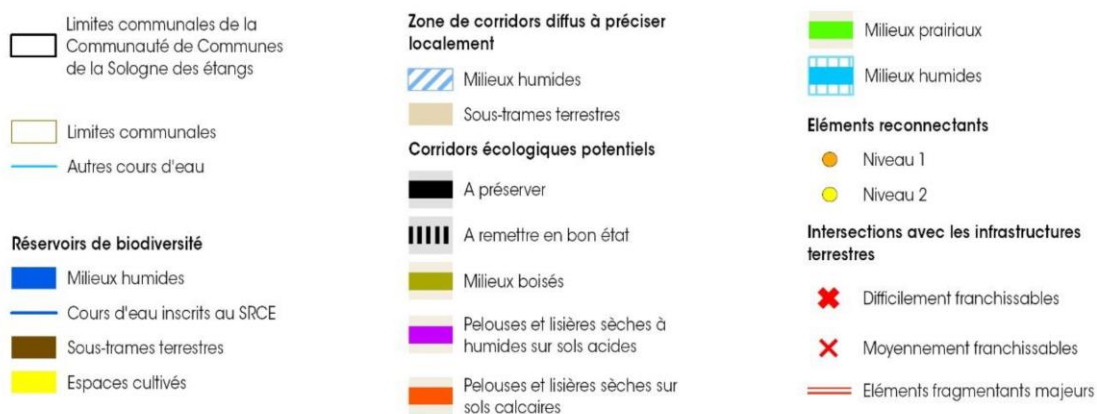 Limites communales de la
Communauté de Communes
de la Sologne des étangs
Limites communales
Autres cours d'eau
Réservoirs de biodiversité
Milieux humides
Cours d'eau inscrits au SRCE
Sous-trames terrestres
Espaces cultivés
Zone de corridors diffus à préciser
localement
Milieux humides
Sous-trames terrestres
Corridors écologiques potentiels
A préserver
A remettre en bon état
Milieux boisés
Pelouses et lisières sèches à
humides sur sols acides
Pelouses et lisières sèches sur
sols calcaires
Milieux prairiaux
Milieux humides
Eléments reconnectants
Niveau 1
Niveau 2
Intersections avec les infrastructures
terrestres
Difficilement franchissables
Moyennement franchissables
Eléments fragmentants majeurs